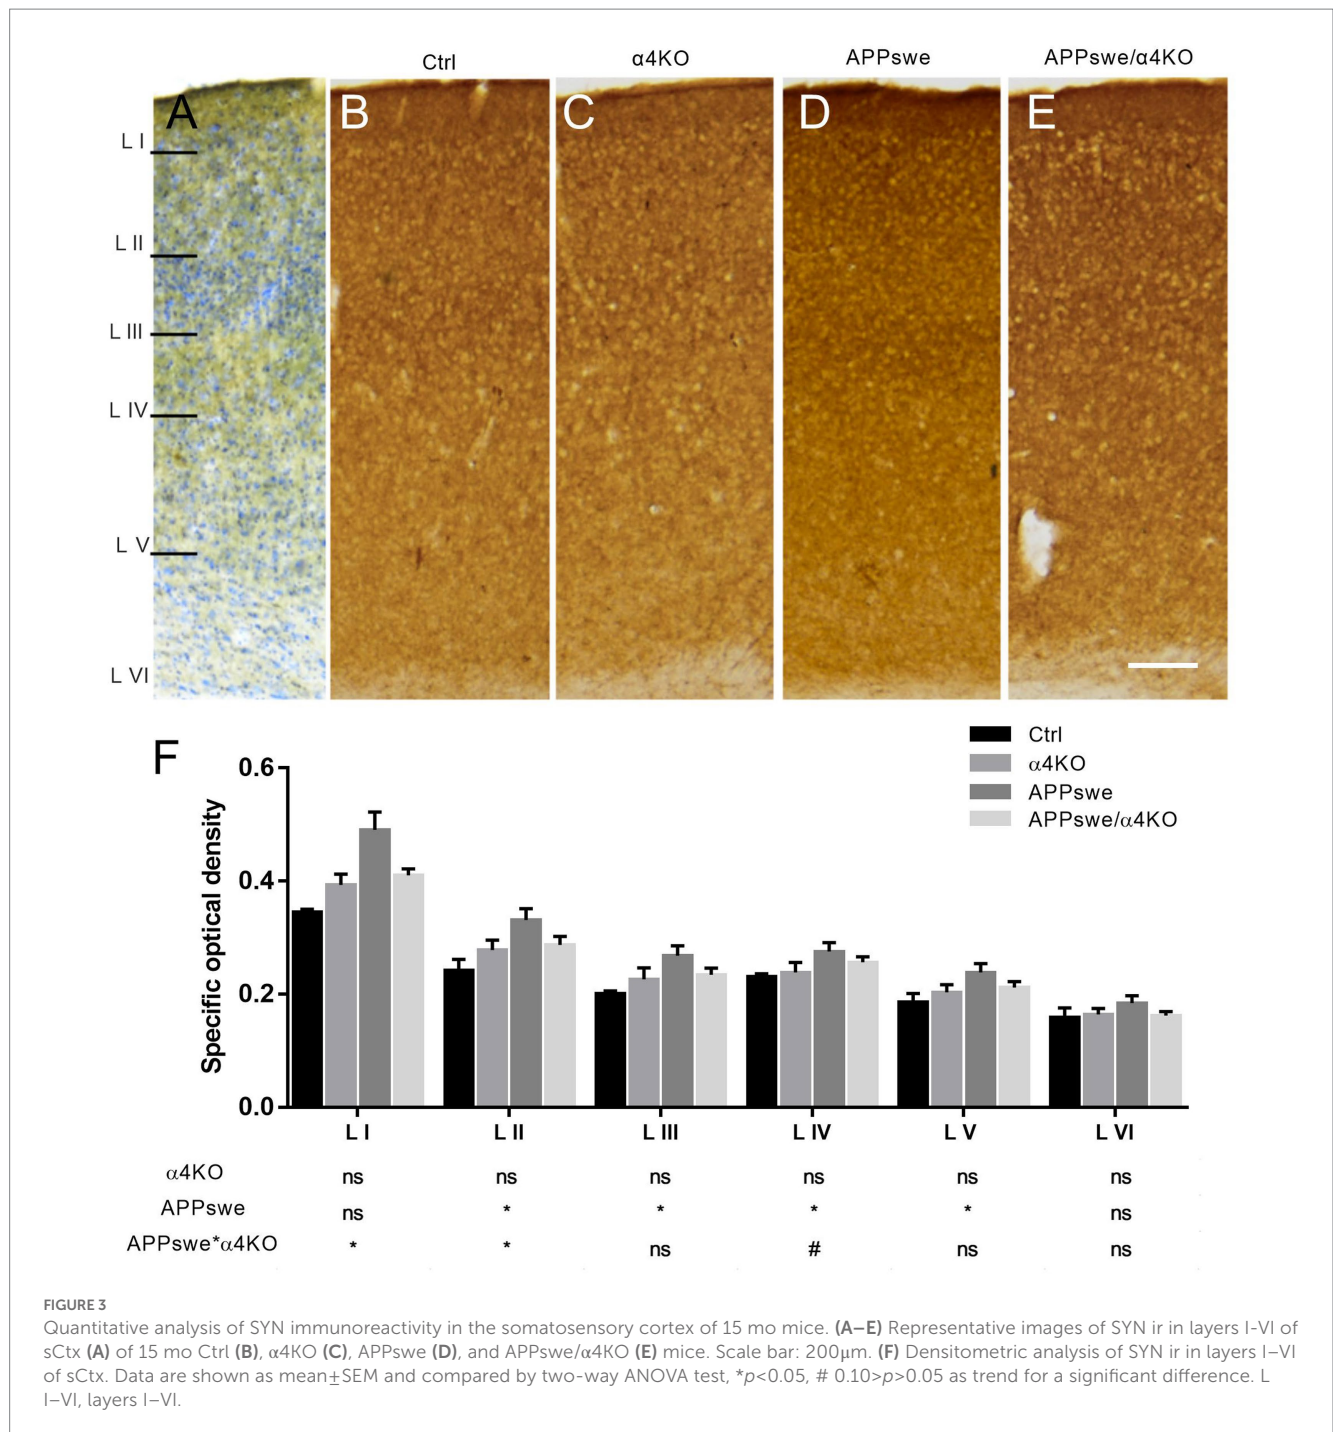 Ctrl
α4KO
APPswe
APPswe/α4KO
A
B
C
D
E
L I
L II
L III
L IV
L V
L VI
F
Ctrl
α4KO
APPswe
APPswe/α4KO
Specific optical density
0.6
0.4
0.2
0.0
L I L II L III L IV L V L VI
α4KO ns ns ns ns ns ns
APPswe ns * * * * ns
APPswe*α4KO * * ns # ns ns
FIGURE 3
Quantitative analysis of SYN immunoreactivity in the somatosensory cortex of 15 mo mice. (A–E) Representative images of SYN ir in layers I-VI of
sCtx (A) of 15 mo Ctrl (B), α4KO (C), APPswe (D), and APPswe/α4KO (E) mice. Scale bar: 200μm. (F) Densitometric analysis of SYN ir in layers I–VI
of sCtx. Data are shown as mean±SEM and compared by two-way ANOVA test, *p<0.05, # 0.10>p>0.05 as trend for a significant difference. L
I–VI, layers I–VI.